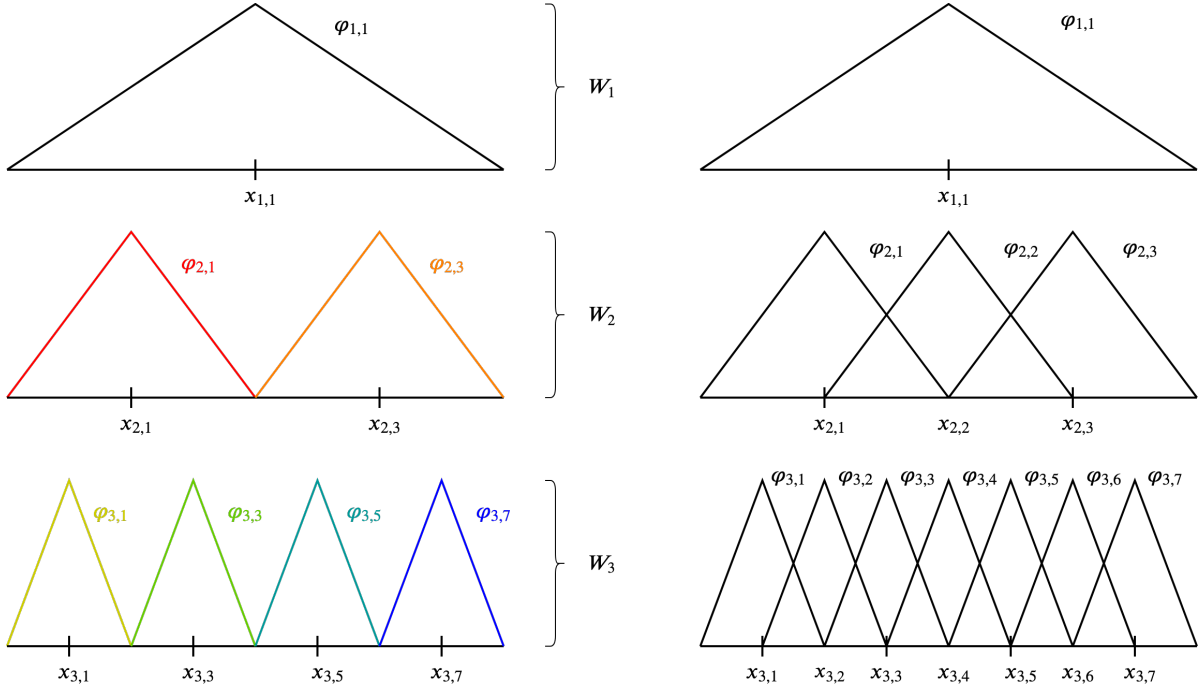 φ1,1
W1
x1,1
φ2,1 φ2,3
W2
x2,1 x2,3
φ3,1 φ3,3 φ3,5 φ3,7
W3
x3,1 x3,3 x3,5 x3,7
φ1,1
x1,1
φ2,1 φ2,2 φ2,3
x2,1 x2,2 x2,3
φ3,1 φ3,2 φ3,3 φ3,4 φ3,5 φ3,6 φ3,7
x3,1 x3,2 x3,3 x3,4 x3,5 x3,6 x3,7